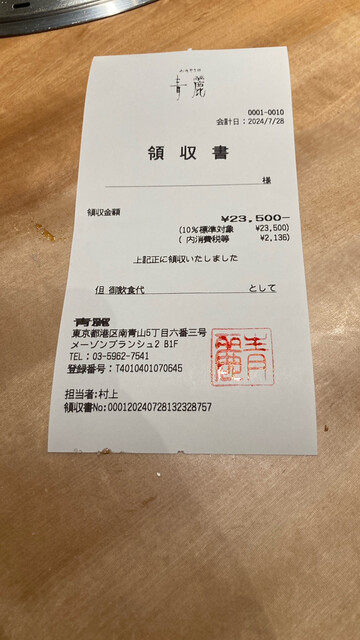 青麗
0001-0010
会計日：2024/7/28
領 収 書
様
領収金額 ¥23,500-
(10%標準対象 ¥23,500)
( 内消費税等 ¥2,136)
上記正に領収いたしました
但 御飲食代 として
青麗
東京都港区南青山5丁目六番三号
メーゾンブランシュ2 B1F
TEL：03-5962-7541
登録番号：T4010401070645
青麗
担当者:村上
領収書No:000120240728132328757